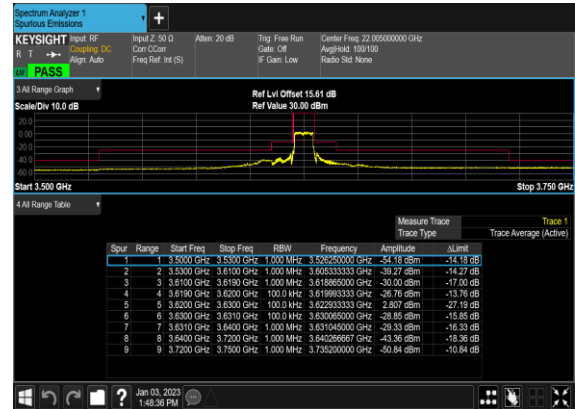 Spectrum Analyzer 1
Spurious Emissions
KEYSIGHT Input: RF Input Z: 50 Ω Atten: 20 dB Trig: Free Run Center Freq: 22.005000000 GHz
R T Coupling: DC Corr CCorr Gate: Off Avg|Hold: 100/100
Align: Auto Freq Ref: Int (S) IF Gain: Low Radio Std: None
LV PASS
3 All Range Graph Ref Lvl Offset 15.61 dB
Scale/Div 10.0 dB Ref Value 30.00 dBm
20.0
0.00
-20.0
-40.0
-60.0
Start 3.500 GHz Stop 3.750 GHz
4 All Range Table
Measure Trace Trace 1
Trace Type Trace Average (Active)
Spur Range Start Freq Stop Freq RBW Frequency Amplitude ΔLimit
1 1 3.5000 GHz 3.5300 GHz 1.000 MHz 3.526250000 GHz -54.18 dBm -14.18 dB
2 2 3.5300 GHz 3.6100 GHz 1.000 MHz 3.605333333 GHz -39.27 dBm -14.27 dB
3 3 3.6100 GHz 3.6190 GHz 1.000 MHz 3.618865000 GHz -30.00 dBm -17.00 dB
4 4 3.6190 GHz 3.6200 GHz 100.0 kHz 3.619993333 GHz -26.76 dBm -13.76 dB
5 5 3.6200 GHz 3.6300 GHz 100.0 kHz 3.622933333 GHz 2.807 dBm -27.19 dB
6 6 3.6300 GHz 3.6310 GHz 100.0 kHz 3.630065000 GHz -28.85 dBm -15.85 dB
7 7 3.6310 GHz 3.6400 GHz 1.000 MHz 3.631045000 GHz -29.33 dBm -16.33 dB
8 8 3.6400 GHz 3.7200 GHz 1.000 MHz 3.640266667 GHz -43.36 dBm -18.36 dB
9 9 3.7200 GHz 3.7500 GHz 1.000 MHz 3.735200000 GHz -50.84 dBm -10.84 dB
? Jan 03, 2023
1:48:36 PM